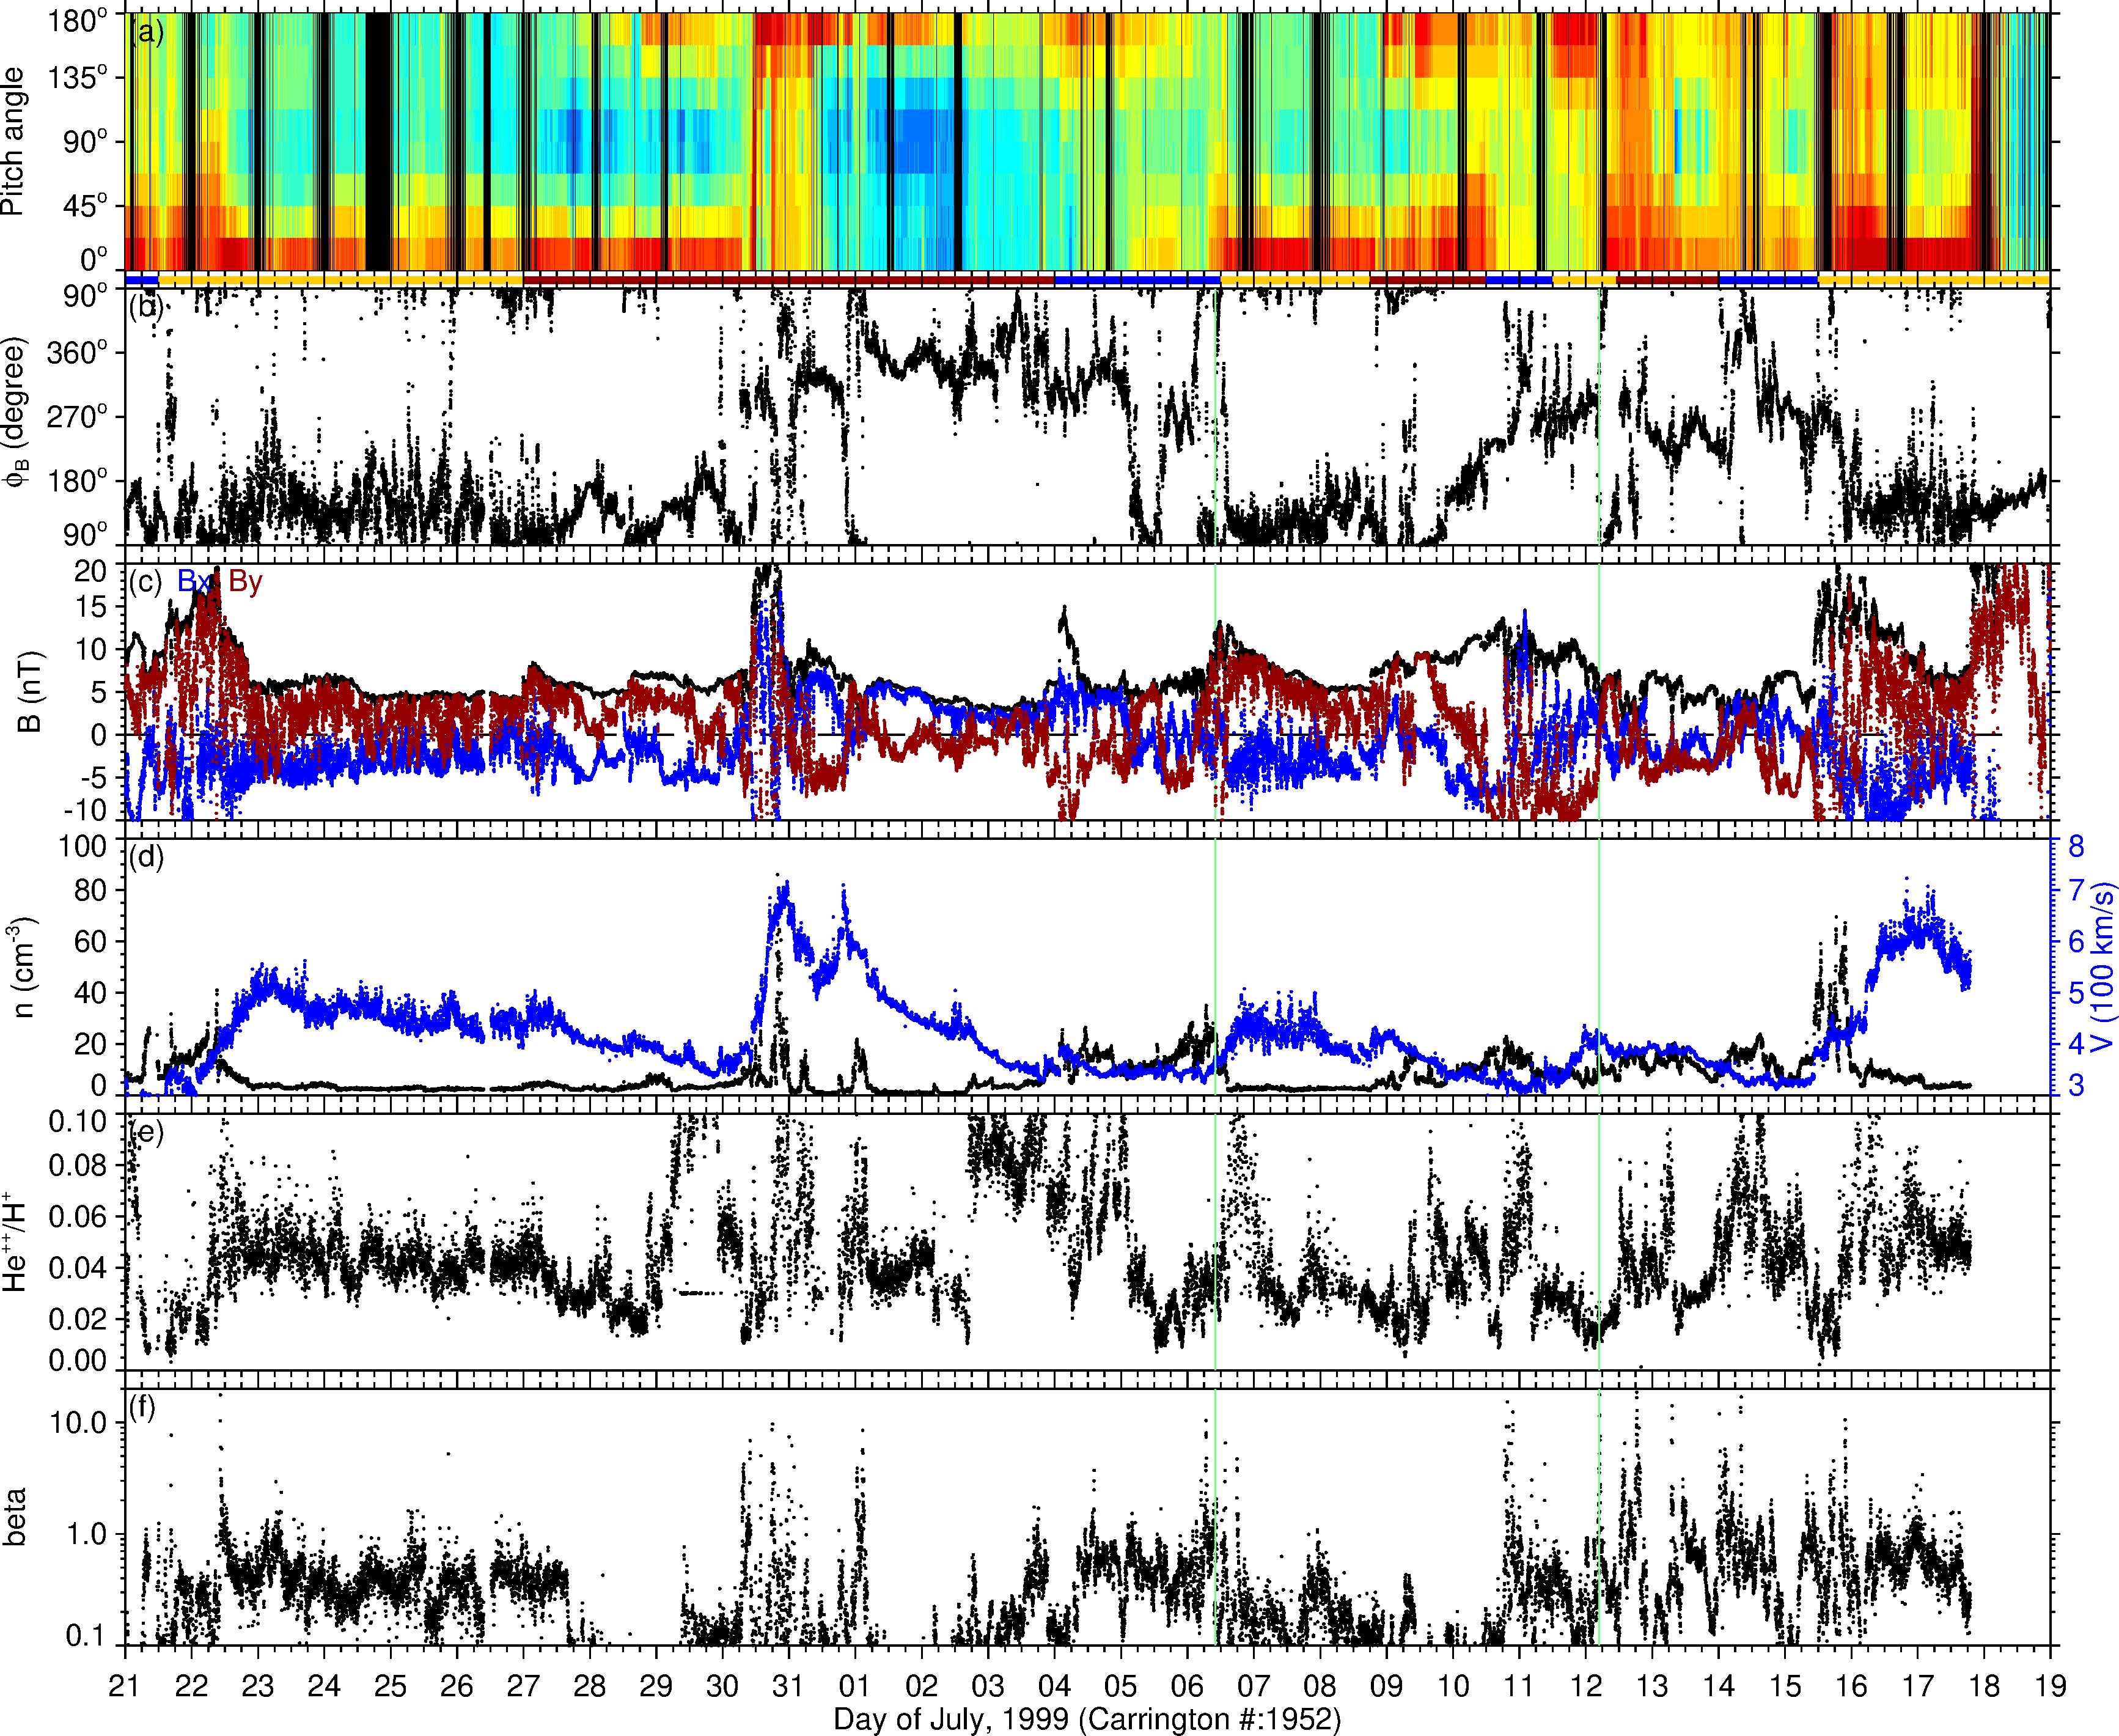 (a)
180°
135°
90°
45°
0°
Pitch angle
(b)
90°
360°
270°
180°
90°
ϕB (degree)
(c) Bx By
20
15
10
5
0
-5
-10
B (nT)
(d)
100
80
60
40
20
0
n (cm-3)
8
7
6
5
4
3
V (100 km/s)
(e)
0.10
0.08
0.06
0.04
0.02
0.00
He++/H+
(f)
10.0
1.0
0.1
beta
21 22 23 24 25 26 27 28 29 30 31 01 02 03 04 05 06 07 08 09 10 11 12 13 14 15 16 17 18 19
Day of July, 1999 (Carrington #:1952)